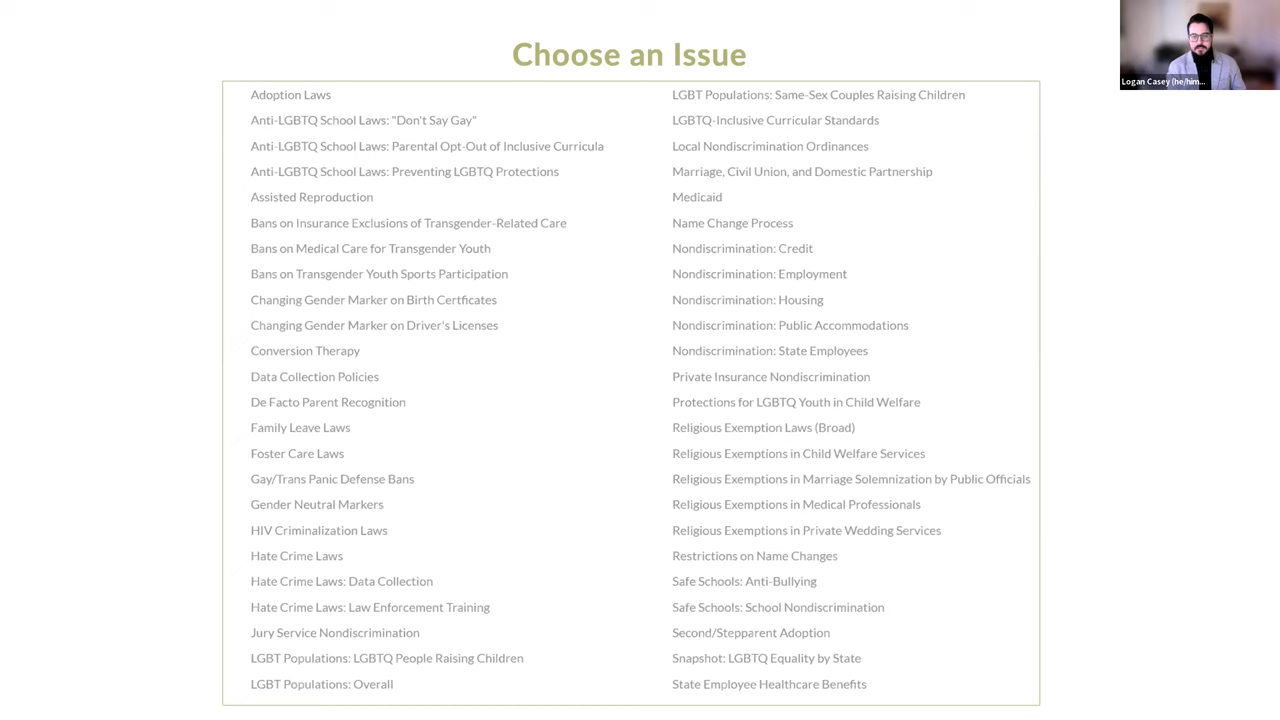 Choose an Issue
Adoption Laws
Anti-LGBTQ School Laws: "Don't Say Gay"
Anti-LGBTQ School Laws: Parental Opt-Out of Inclusive Curricula
Anti-LGBTQ School Laws: Preventing LGBTQ Protections
Assisted Reproduction
Bans on Insurance Exclusions of Transgender-Related Care
Bans on Medical Care for Transgender Youth
Bans on Transgender Youth Sports Participation
Changing Gender Marker on Birth Certficates
Changing Gender Marker on Driver's Licenses
Conversion Therapy
Data Collection Policies
De Facto Parent Recognition
Family Leave Laws
Foster Care Laws
Gay/Trans Panic Defense Bans
Gender Neutral Markers
HIV Criminalization Laws
Hate Crime Laws
Hate Crime Laws: Data Collection
Hate Crime Laws: Law Enforcement Training
Jury Service Nondiscrimination
LGBT Populations: LGBTQ People Raising Children
LGBT Populations: Overall
LGBT Populations: Same-Sex Couples Raising Children
LGBTQ-Inclusive Curricular Standards
Local Nondiscrimination Ordinances
Marriage, Civil Union, and Domestic Partnership
Medicaid
Name Change Process
Nondiscrimination: Credit
Nondiscrimination: Employment
Nondiscrimination: Housing
Nondiscrimination: Public Accommodations
Nondiscrimination: State Employees
Private Insurance Nondiscrimination
Protections for LGBTQ Youth in Child Welfare
Religious Exemption Laws (Broad)
Religious Exemptions in Child Welfare Services
Religious Exemptions in Marriage Solemnization by Public Officials
Religious Exemptions in Medical Professionals
Religious Exemptions in Private Wedding Services
Restrictions on Name Changes
Safe Schools: Anti-Bullying
Safe Schools: School Nondiscrimination
Second/Stepparent Adoption
Snapshot: LGBTQ Equality by State
State Employee Healthcare Benefits
Logan Casey (he/him...